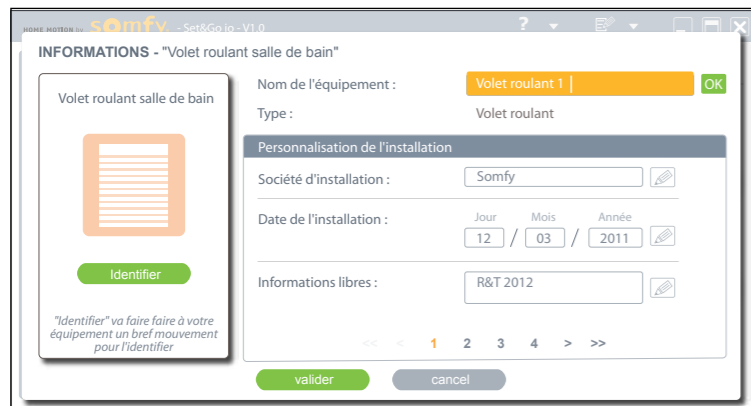 HOME MOTION by somfy. - Set&Go io - V1.0 ?
INFORMATIONS - "Volet roulant salle de bain"
Volet roulant salle de bain
Identifier
"Identifier" va faire faire à votre
équipement un bref mouvement
pour l'identifier
Nom de l'équipement : Volet roulant 1 OK
Type : Volet roulant
Personnalisation de l'installation
Société d'installation : Somfy
Jour Mois Année
Date de l'installation : 12 / 03 / 2011
Informations libres : R&T 2012
<< < 1 2 3 4 > >>
valider cancel